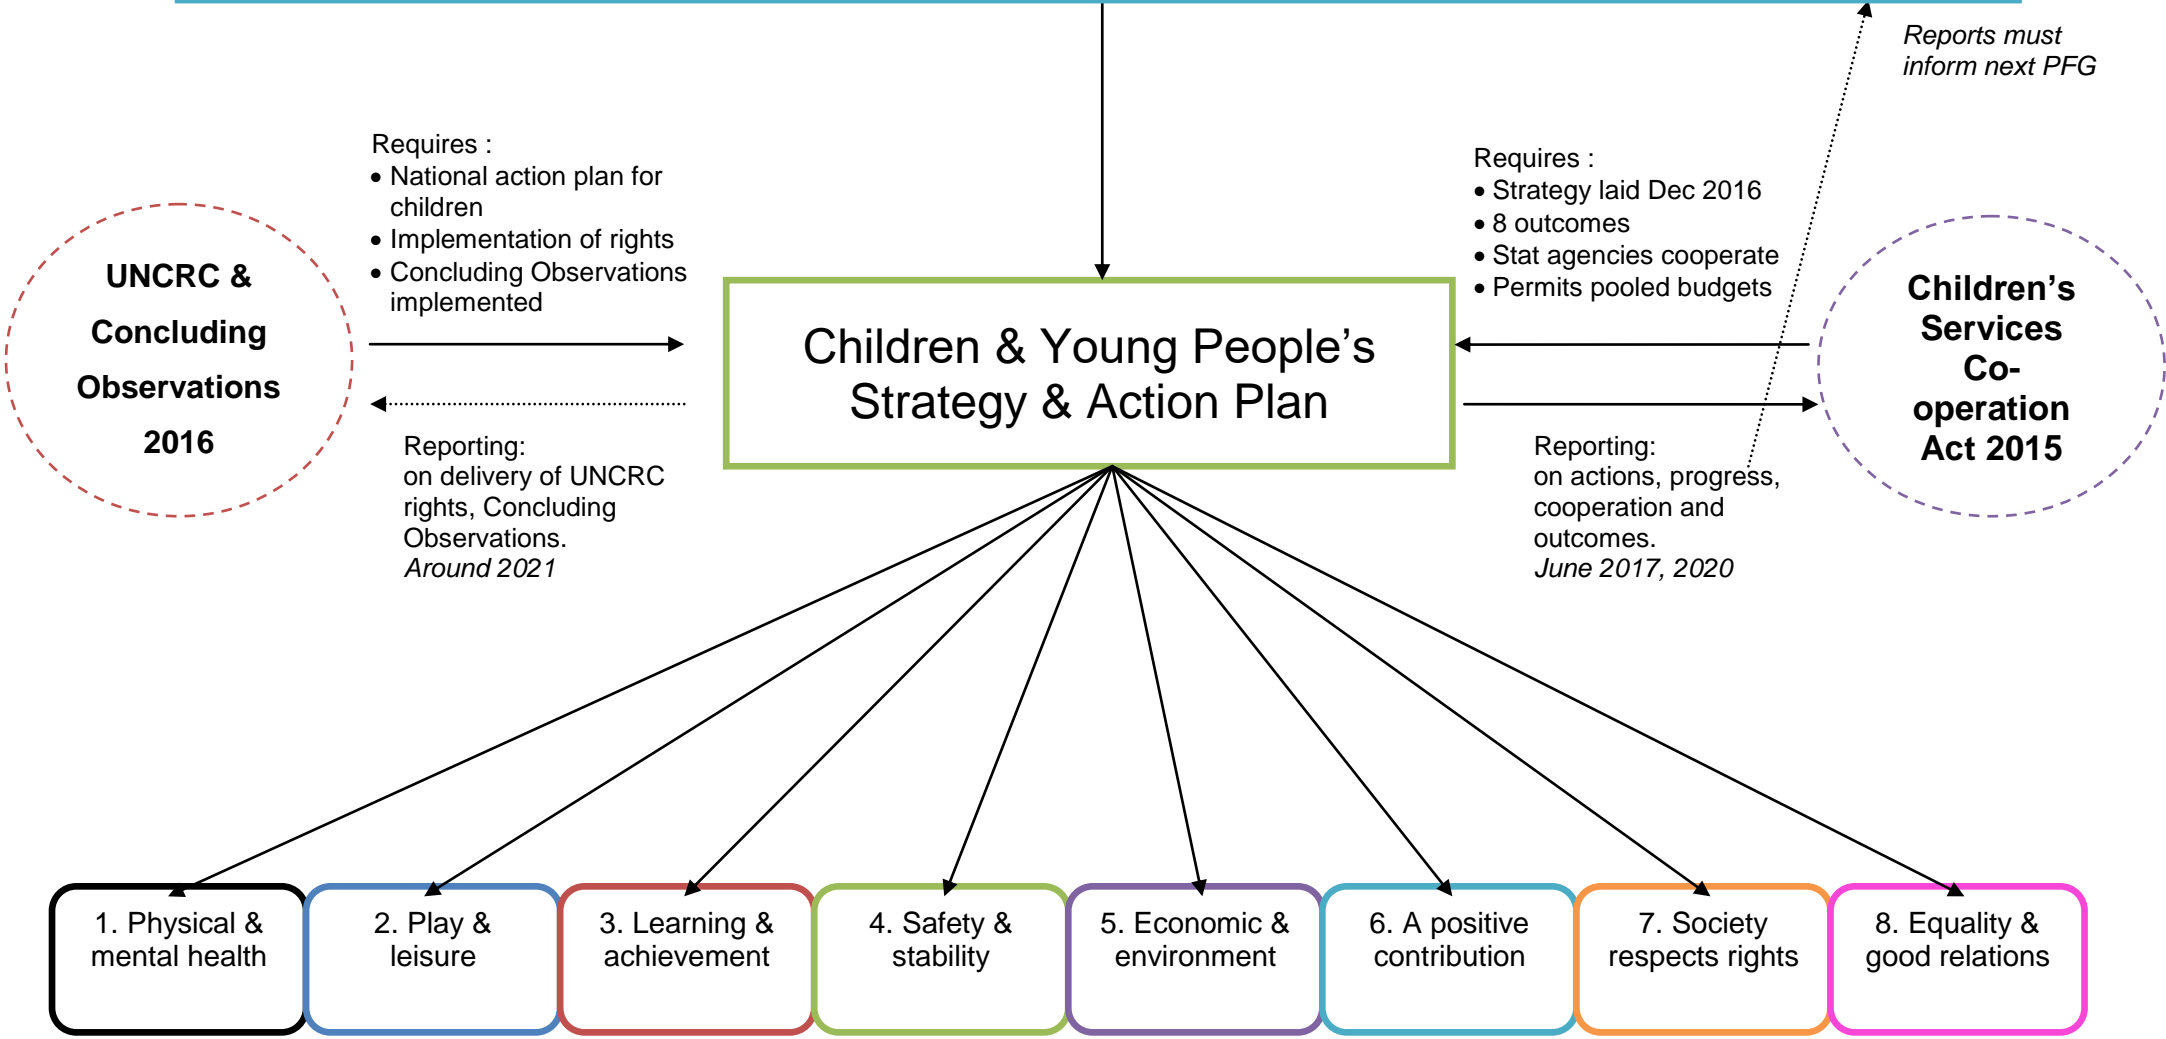 Reports must
inform next PFG
Requires :
• National action plan for
children
• Implementation of rights
• Concluding Observations
implemented
Requires :
• Strategy laid Dec 2016
• 8 outcomes
• Stat agencies cooperate
• Permits pooled budgets
UNCRC &
Concluding
Observations
2016
Children & Young People’s
Strategy & Action Plan
Children’s
Services
Co-
operation
Act 2015
Reporting:
on delivery of UNCRC
rights, Concluding
Observations.
Around 2021
Reporting:
on actions, progress,
cooperation and
outcomes.
June 2017, 2020
1. Physical &
mental health
2. Play &
leisure
3. Learning &
achievement
4. Safety &
stability
5. Economic &
environment
6. A positive
contribution
7. Society
respects rights
8. Equality &
good relations